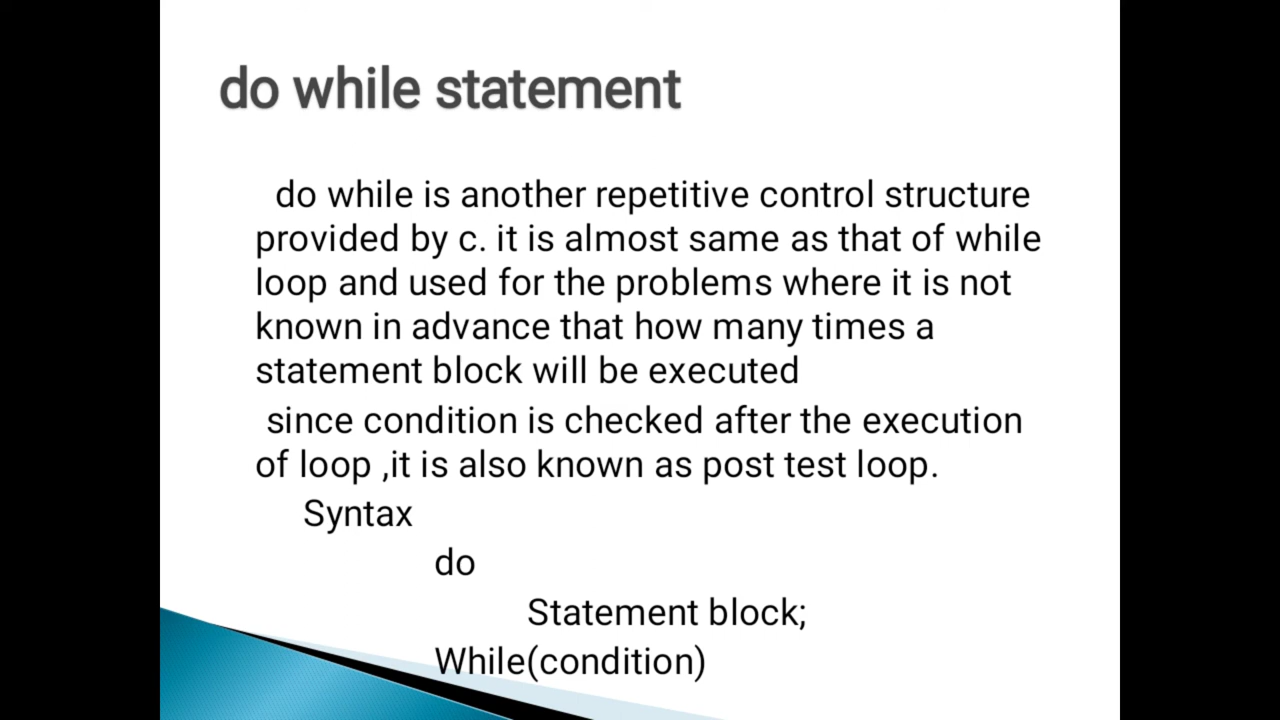 do while statement
do while is another repetitive control structure
provided by c. it is almost same as that of while
loop and used for the problems where it is not
known in advance that how many times a
statement block will be executed
since condition is checked after the execution
of loop ,it is also known as post test loop.
Syntax
do
Statement block;
While(condition)